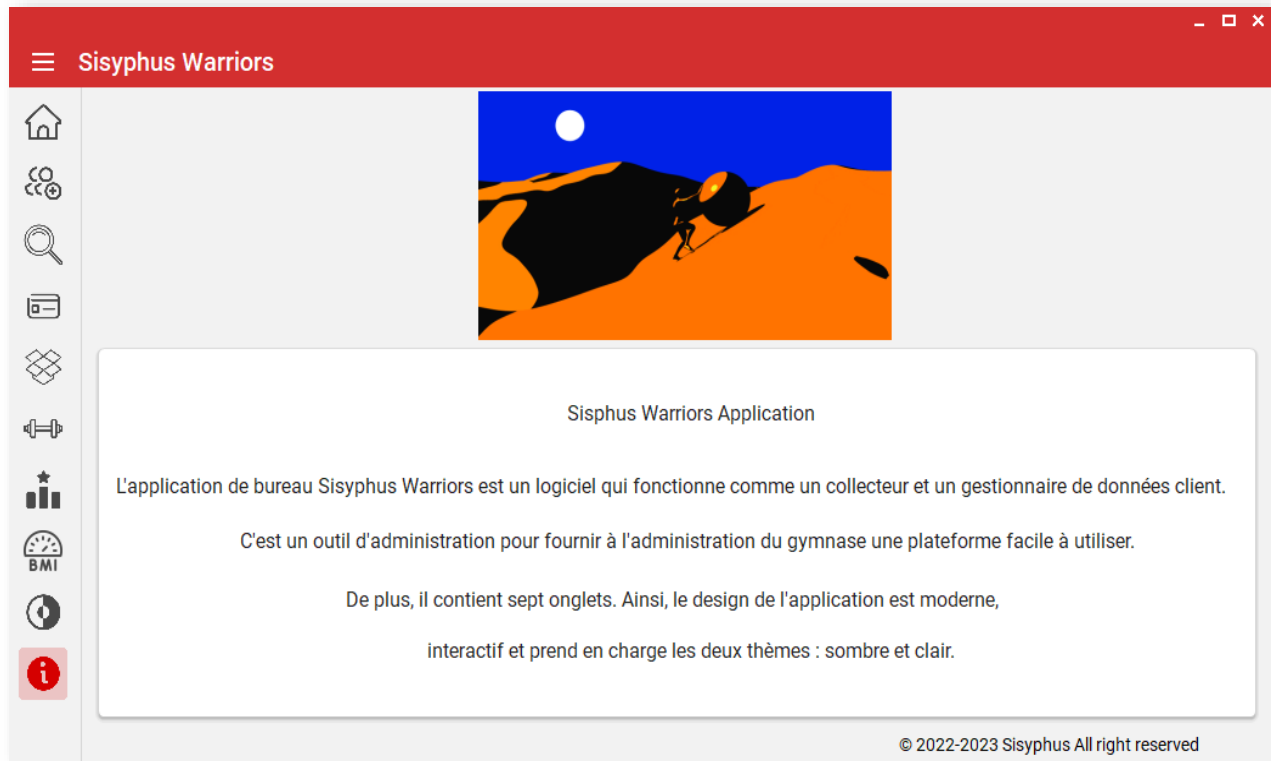 Sisyphus Warriors
BMI
Sisphus Warriors Application
L'application de bureau Sisyphus Warriors est un logiciel qui fonctionne comme un collecteur et un gestionnaire de données client.
C'est un outil d'administration pour fournir à l'administration du gymnase une plateforme facile à utiliser.
De plus, il contient sept onglets. Ainsi, le design de l'application est moderne,
interactif et prend en charge les deux thèmes : sombre et clair.
© 2022-2023 Sisyphus All right reserved